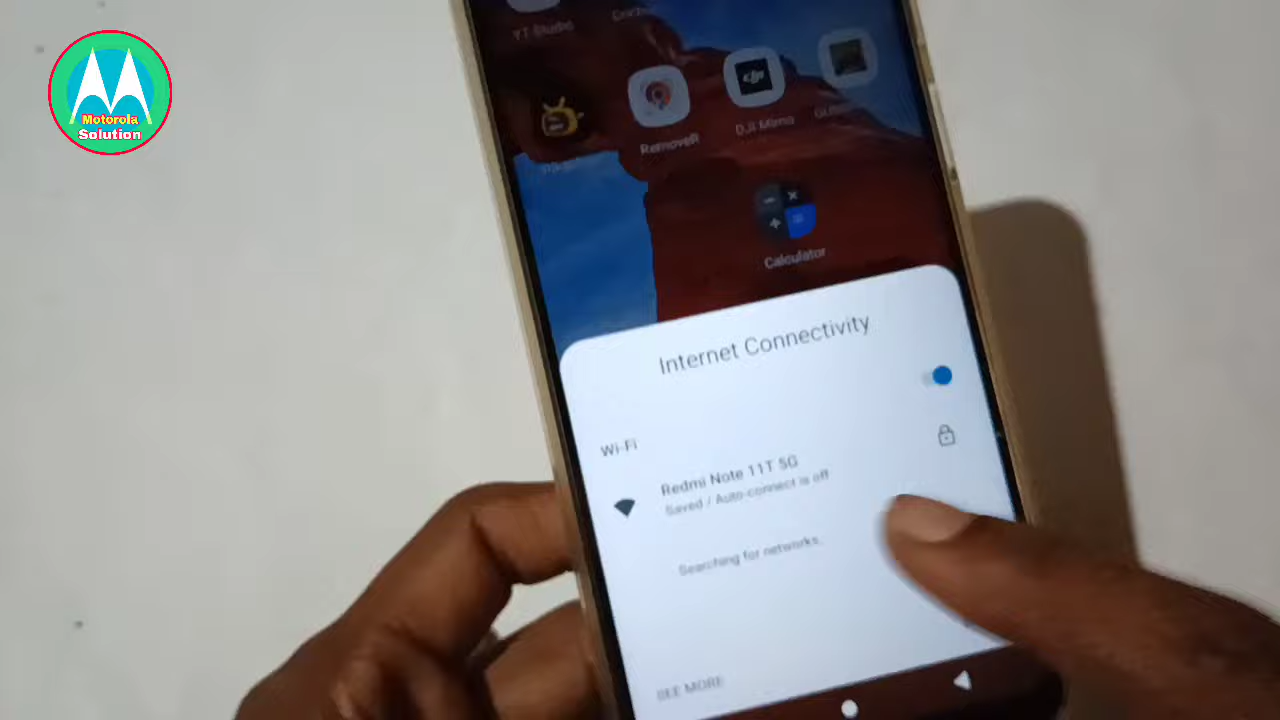 Motorola
Solution
YT Studio
RemoveR
DJI Mimo
Calculator
Internet Connectivity
Wi-Fi
Redmi Note 11T 5G
Saved / Auto-connect is off
Searching for networks.
SEE MORE